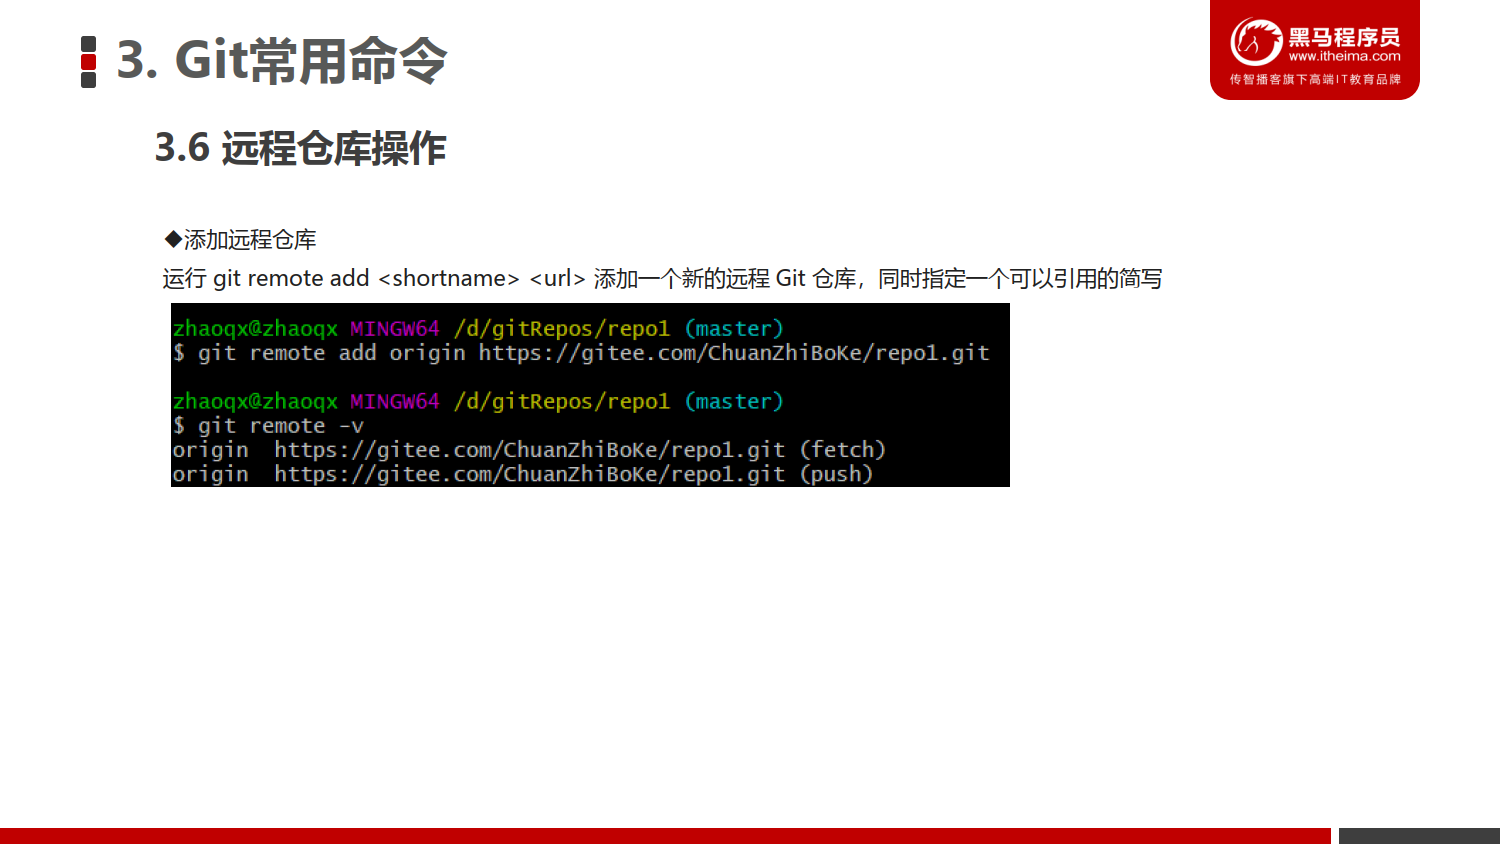 3. Git常用命令
黑马程序员
www.itheima.com
传智播客旗下高端IT教育品牌
3.6 远程仓库操作
◆添加远程仓库
运行 git remote add <shortname> <url> 添加一个新的远程 Git 仓库，同时指定一个可以引用的简写
zhaoqx@zhaoqx MINGW64 /d/gitRepos/repo1 (master)
$ git remote add origin https://gitee.com/ChuanZhiBoKe/repo1.git
zhaoqx@zhaoqx MINGW64 /d/gitRepos/repo1 (master)
$ git remote -v
origin  https://gitee.com/ChuanZhiBoKe/repo1.git (fetch)
origin  https://gitee.com/ChuanZhiBoKe/repo1.git (push)